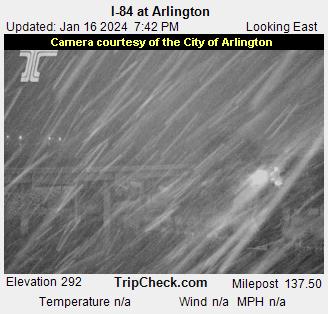 I-84 at Arlington
Updated: Jan 16 2024 7:42 PM Looking East
Camera courtesy of the City of Arlington
Elevation 292 TripCheck.com Milepost 137.50
Temperature n/a Wind n/a MPH n/a